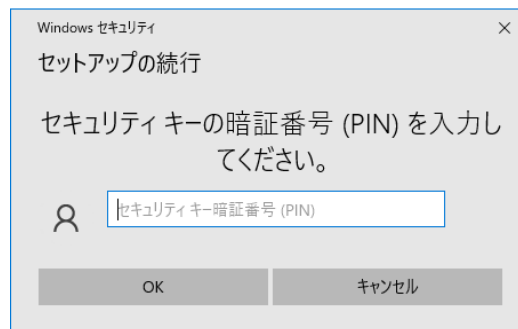 Windows セキュリティ
セットアップの続行
セキュリティ キーの暗証番号 (PIN) を入力し
てください。
セキュリティ キー暗証番号 (PIN)
OK キャンセル